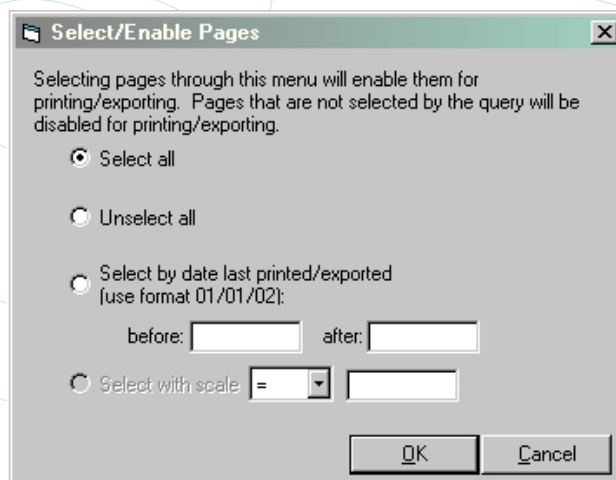 Select/Enable Pages
Selecting pages through this menu will enable them for
printing/exporting. Pages that are not selected by the query will be
disabled for printing/exporting.
Select all
Unselect all
Select by date last printed/exported
(use format 01/01/02):
before: after:
Select with scale =
OK Cancel